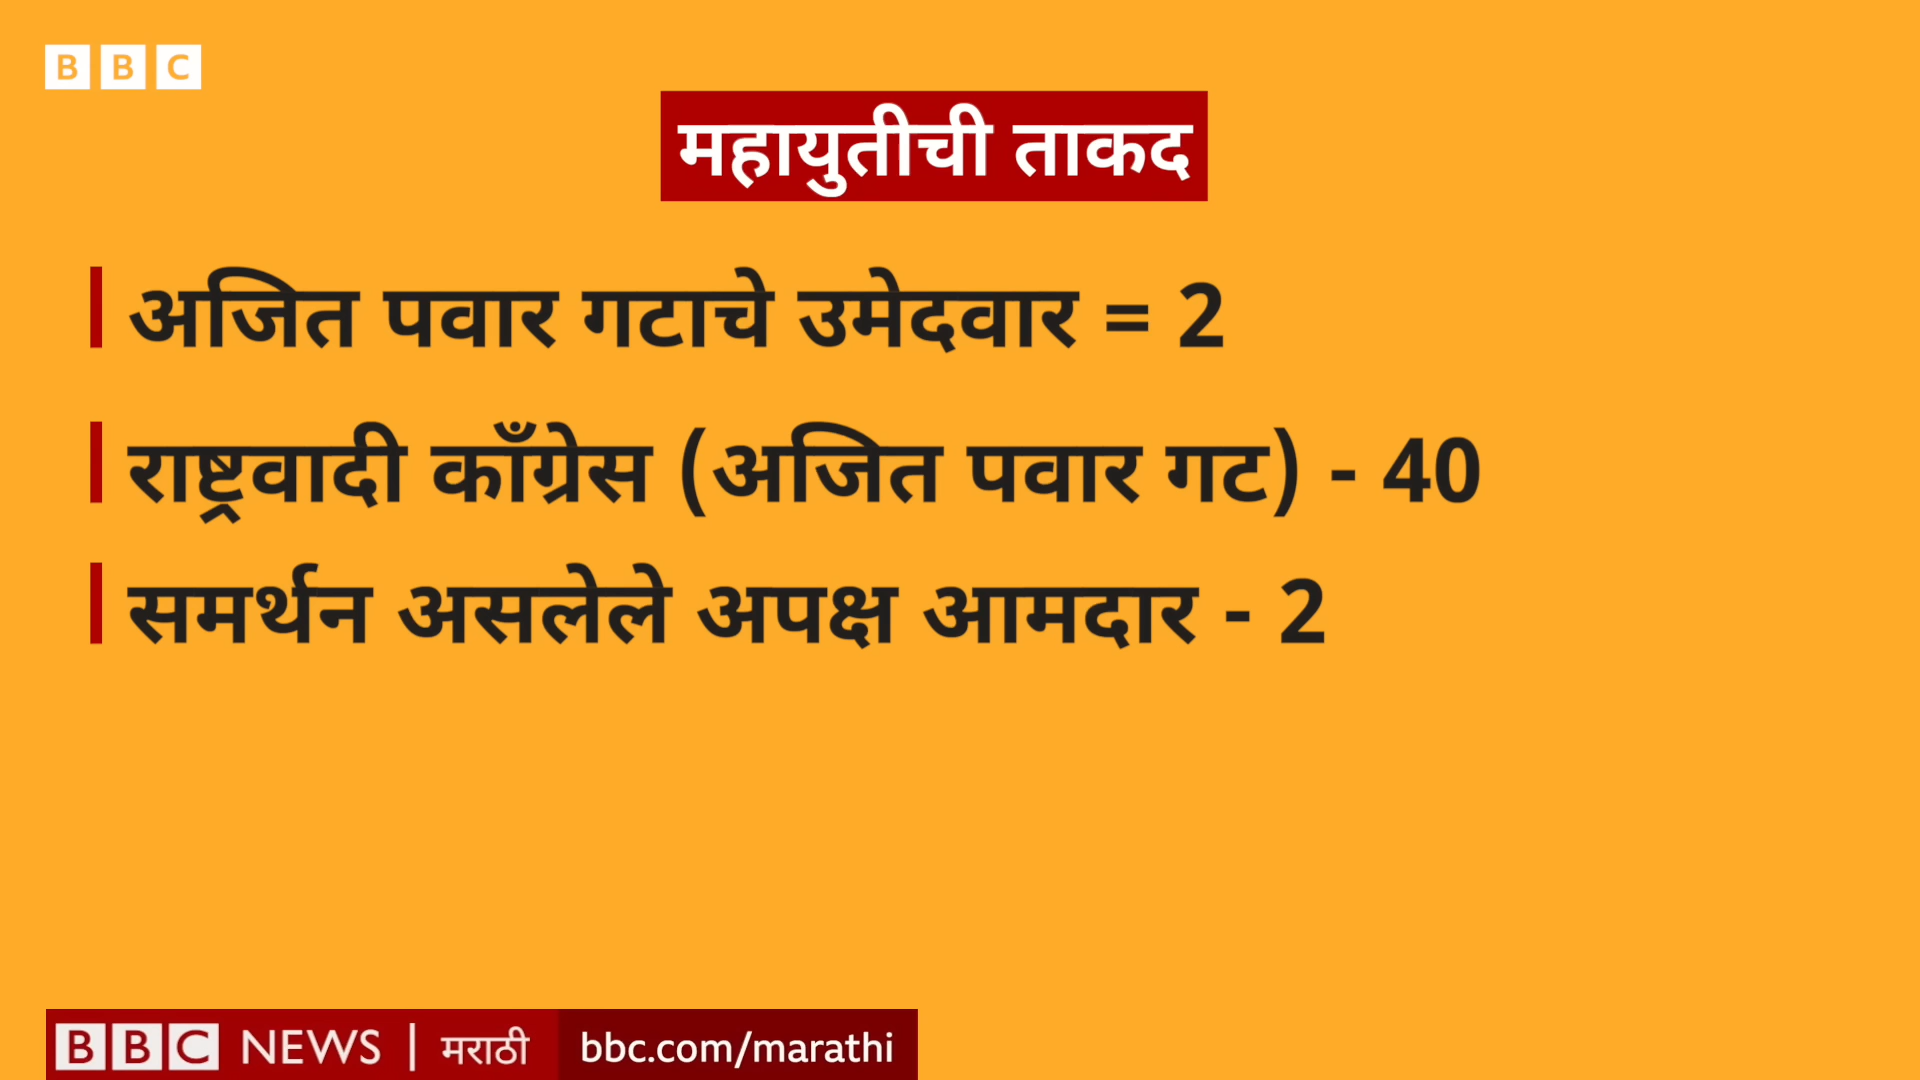 BBC
महायुतीची ताकद
अजित पवार गटाचे उमेदवार = 2
राष्ट्रवादी काँग्रेस (अजित पवार गट) - 40
समर्थन असलेले अपक्ष आमदार - 2
BBC NEWS | मराठी bbc.com/marathi